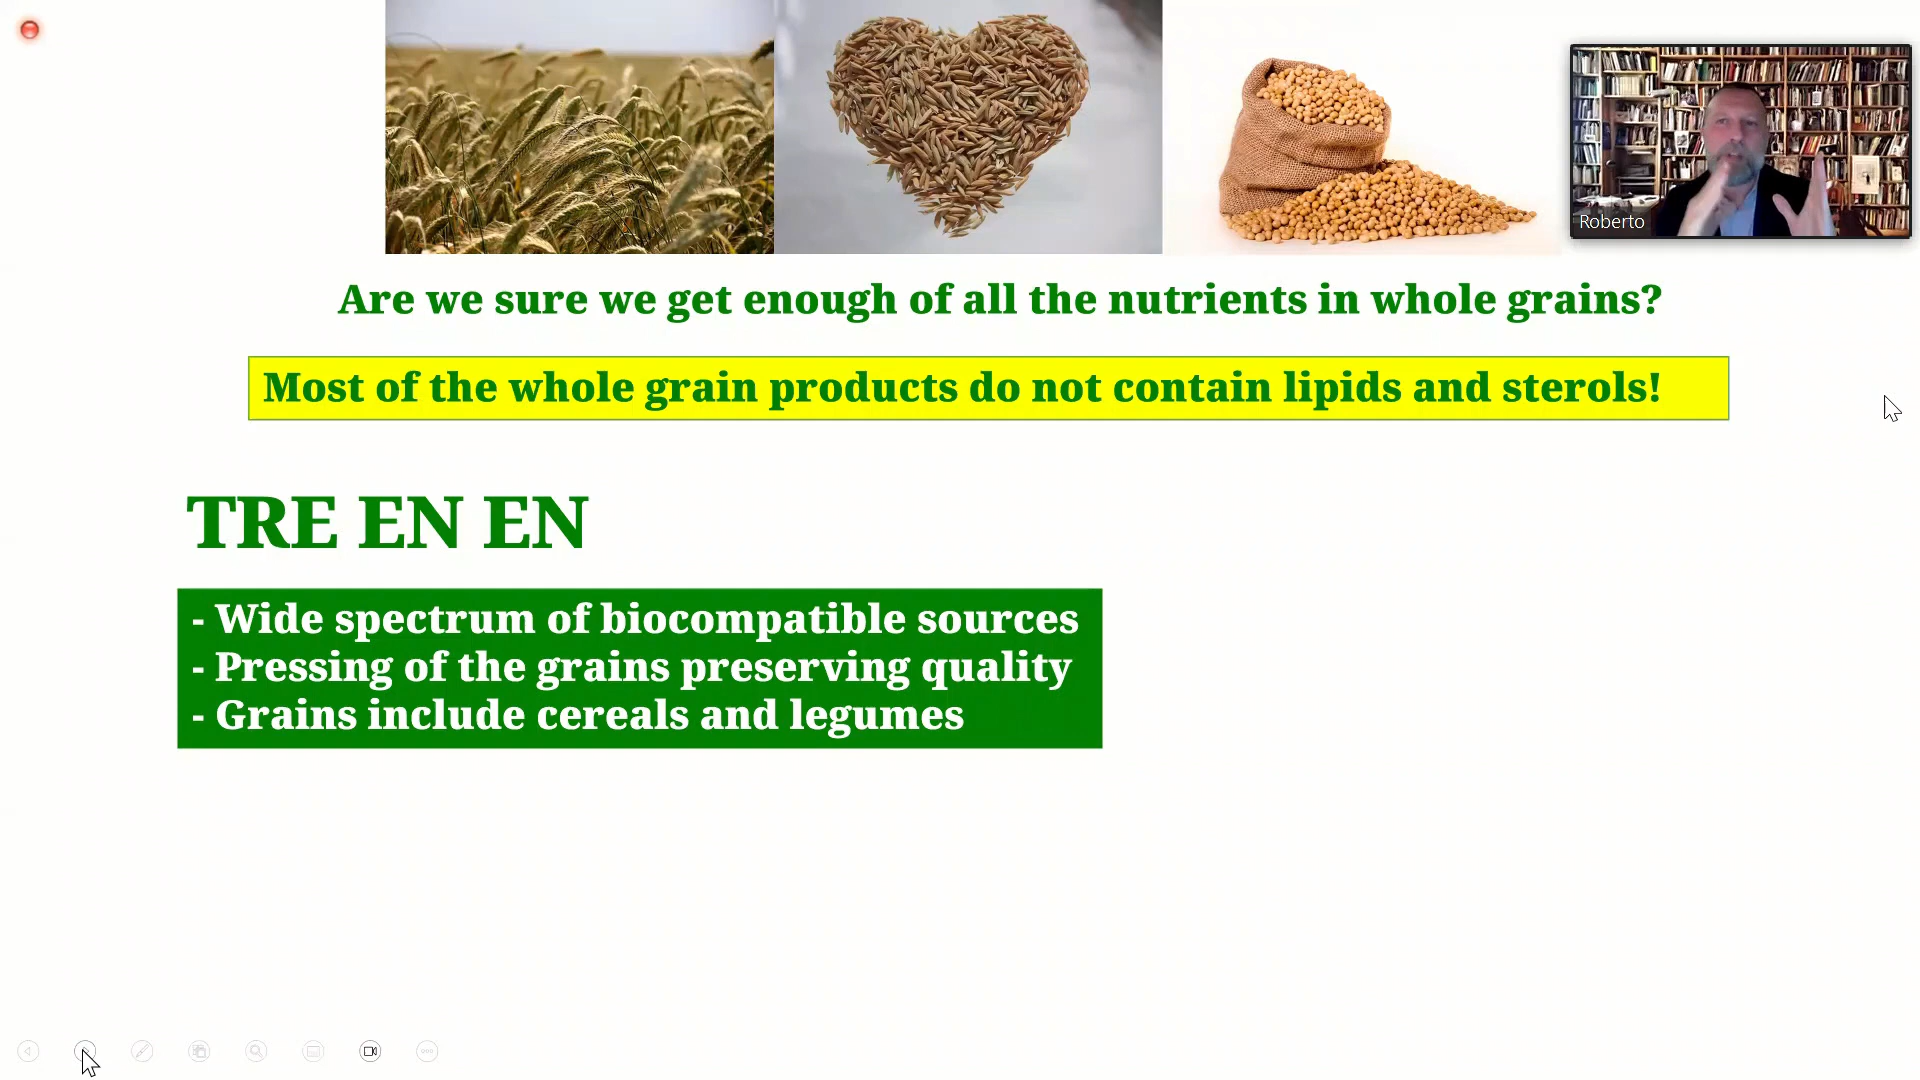 Roberto
Are we sure we get enough of all the nutrients in whole grains?
Most of the whole grain products do not contain lipids and sterols!
TRE EN EN
- Wide spectrum of biocompatible sources
- Pressing of the grains preserving quality
- Grains include cereals and legumes